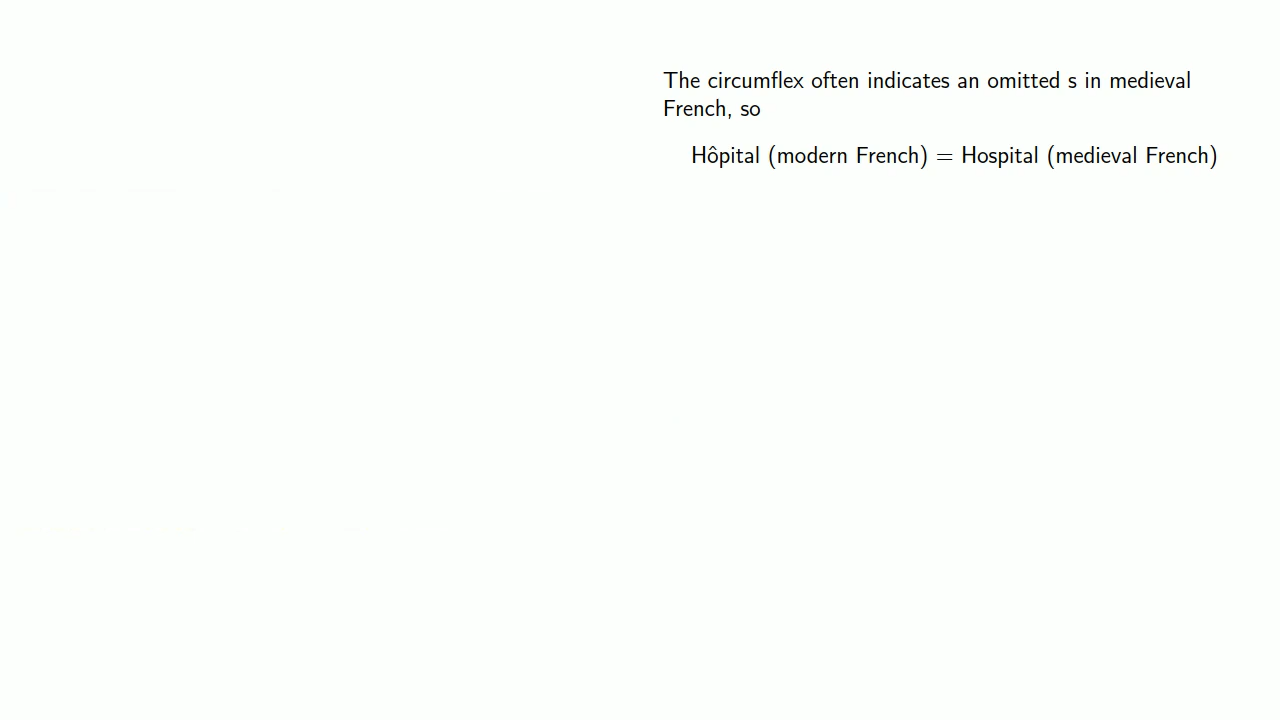 The circumflex often indicates an omitted s in medieval
French, so
Hôpital (modern French) = Hospital (medieval French)